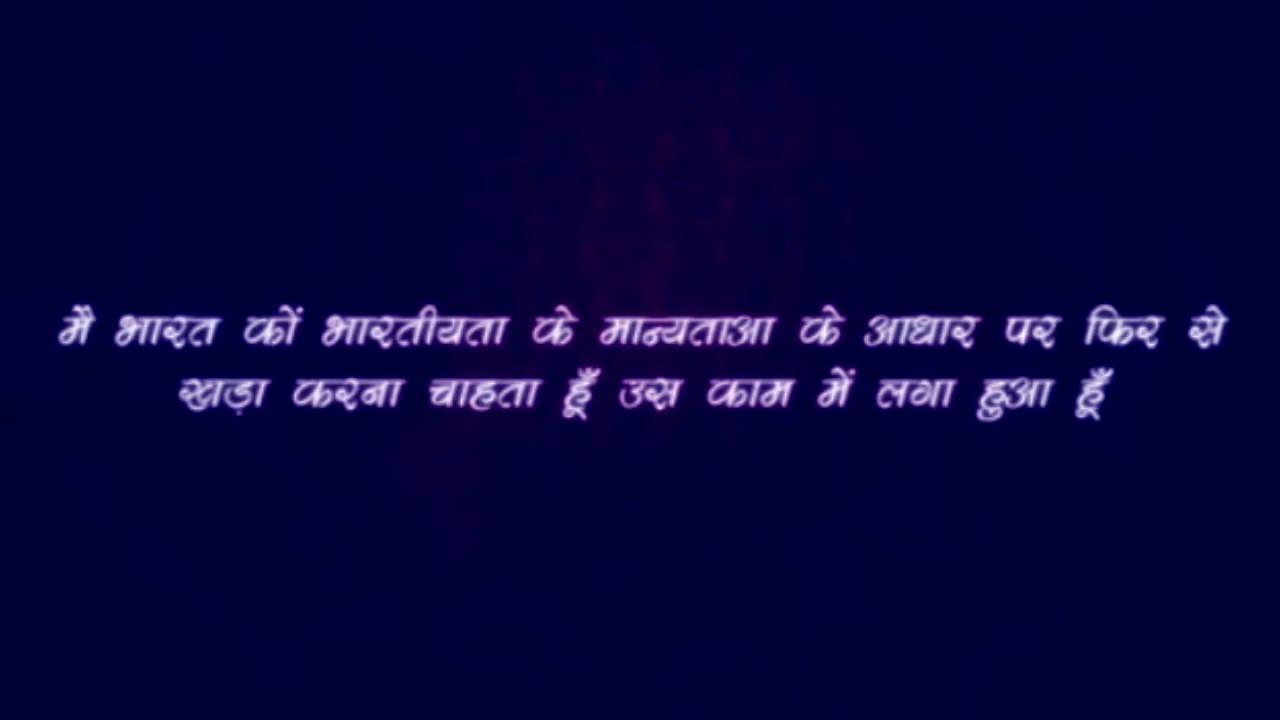 मै भारत कों भारतीयता के मान्यताआ के आधार पर फिर से
खड़ा करना चाहता हूँ उस काम में लगा हुआ हूँ